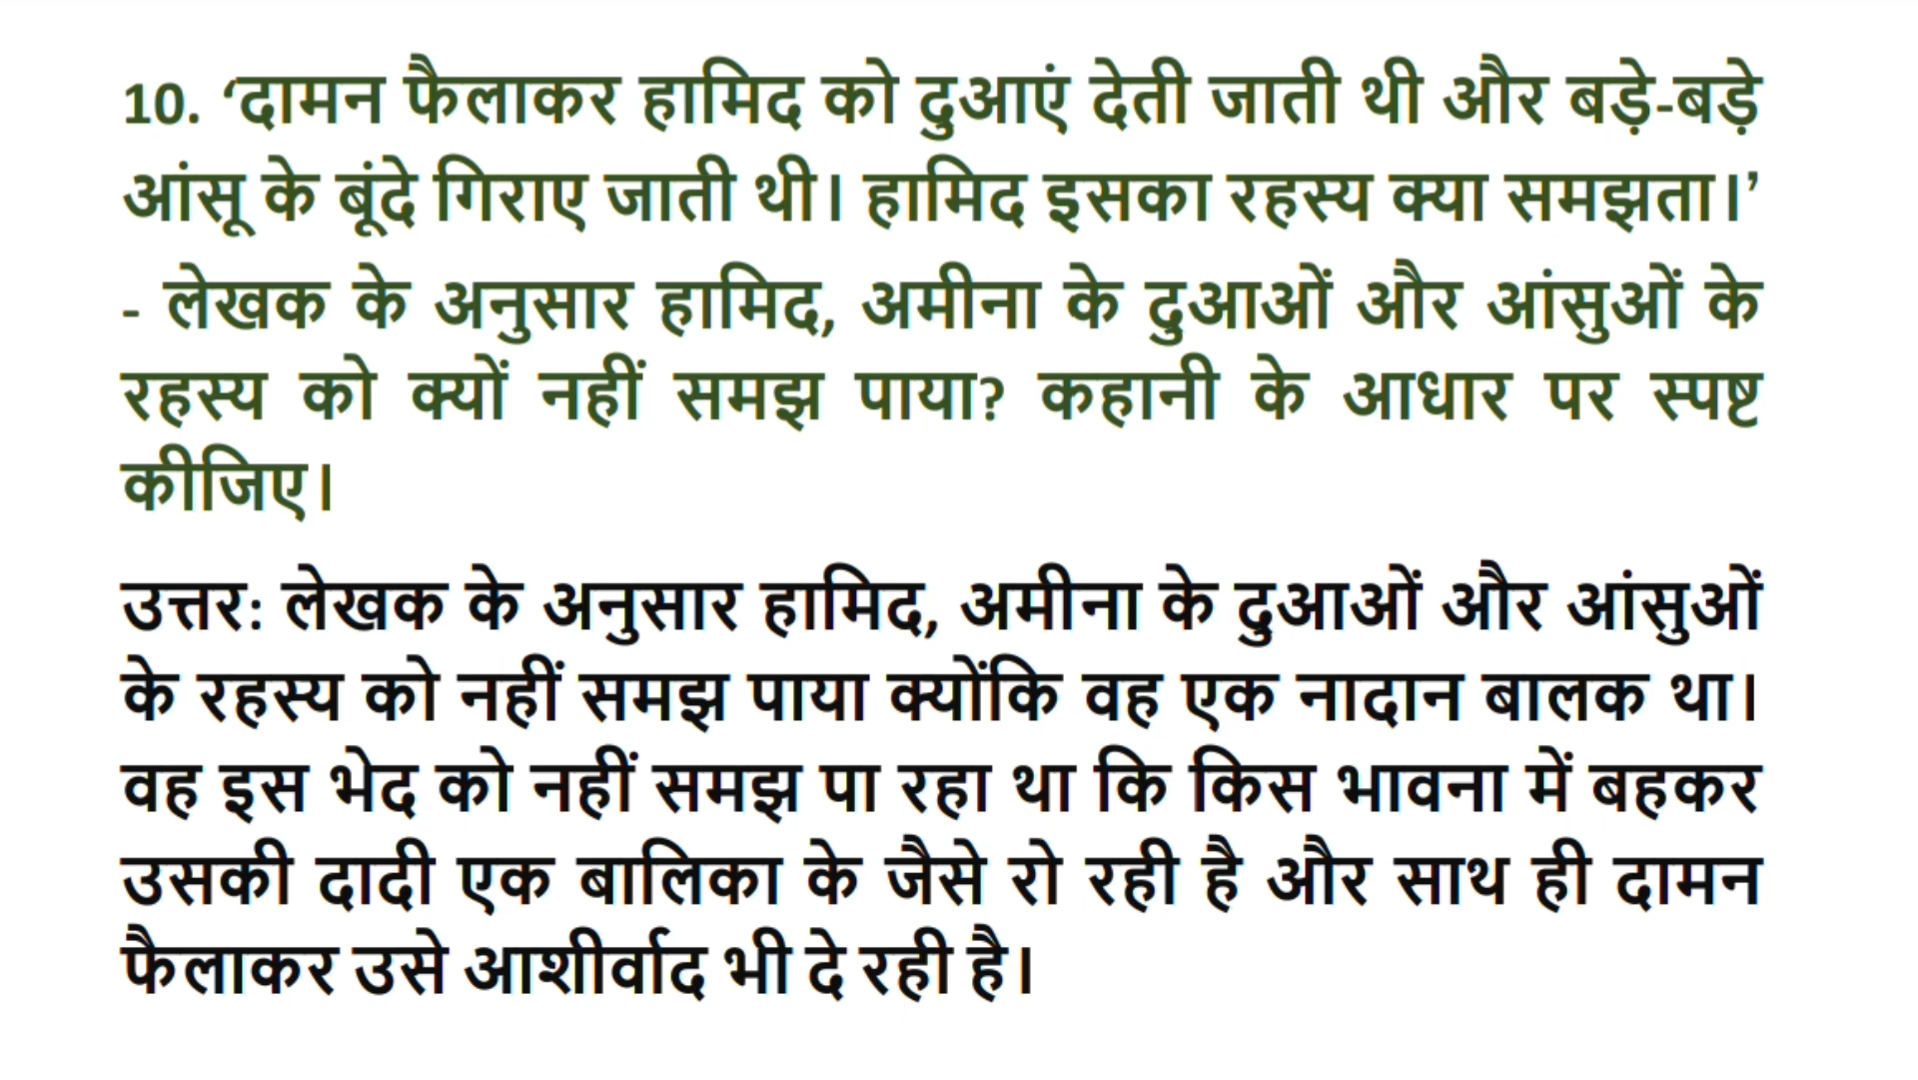 10. ‘दामन फैलाकर हामिद को दुआएं देती जाती थी और बड़े-बड़े
आंसू के बूंदे गिराए जाती थी। हामिद इसका रहस्य क्या समझता।’
- लेखक के अनुसार हामिद, अमीना के दुआओं और आंसुओं के
रहस्य को क्यों नहीं समझ पाया? कहानी के आधार पर स्पष्ट
कीजिए।
उत्तर: लेखक के अनुसार हामिद, अमीना के दुआओं और आंसुओं
के रहस्य को नहीं समझ पाया क्योंकि वह एक नादान बालक था।
वह इस भेद को नहीं समझ पा रहा था कि किस भावना में बहकर
उसकी दादी एक बालिका के जैसे रो रही है और साथ ही दामन
फैलाकर उसे आशीर्वाद भी दे रही है।